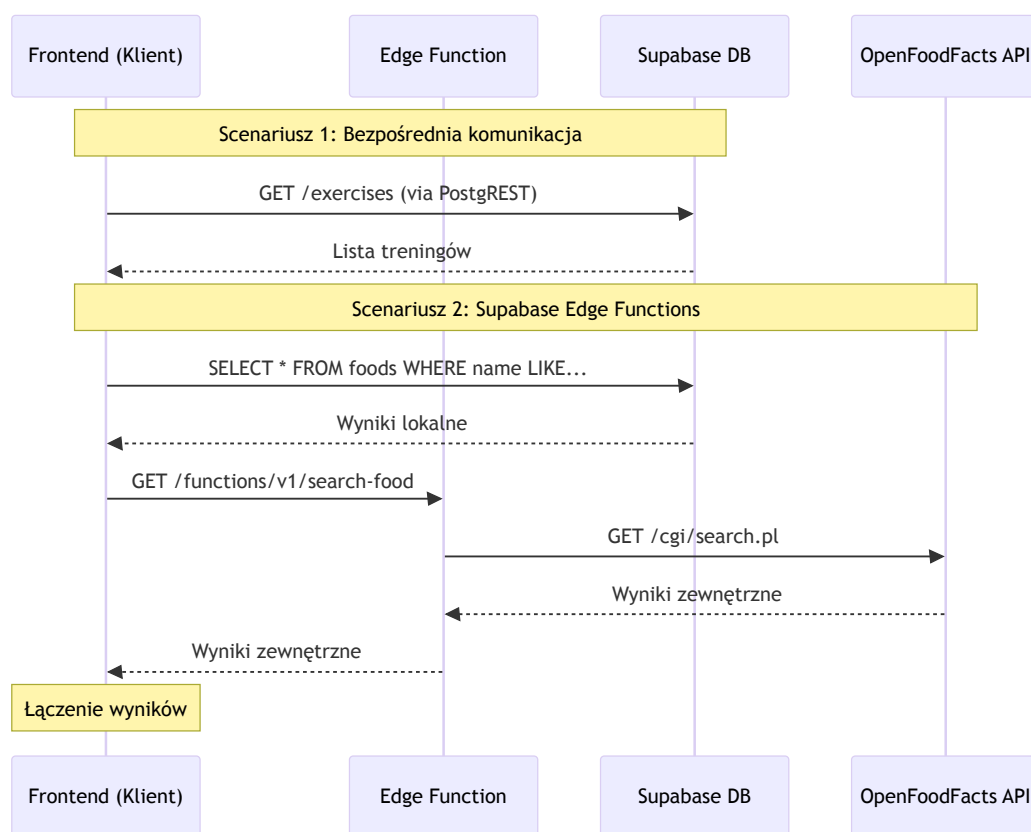 Frontend (Klient)
Edge Function
Supabase DB
OpenFoodFacts API
Scenariusz 1: Bezpośrednia komunikacja
GET /exercises (via PostgREST)
Lista treningów
Scenariusz 2: Supabase Edge Functions
SELECT * FROM foods WHERE name LIKE...
Wyniki lokalne
GET /functions/v1/search-food
GET /cgi/search.pl
Wyniki zewnętrzne
Wyniki zewnętrzne
Łączenie wyników
Frontend (Klient)
Edge Function
Supabase DB
OpenFoodFacts API